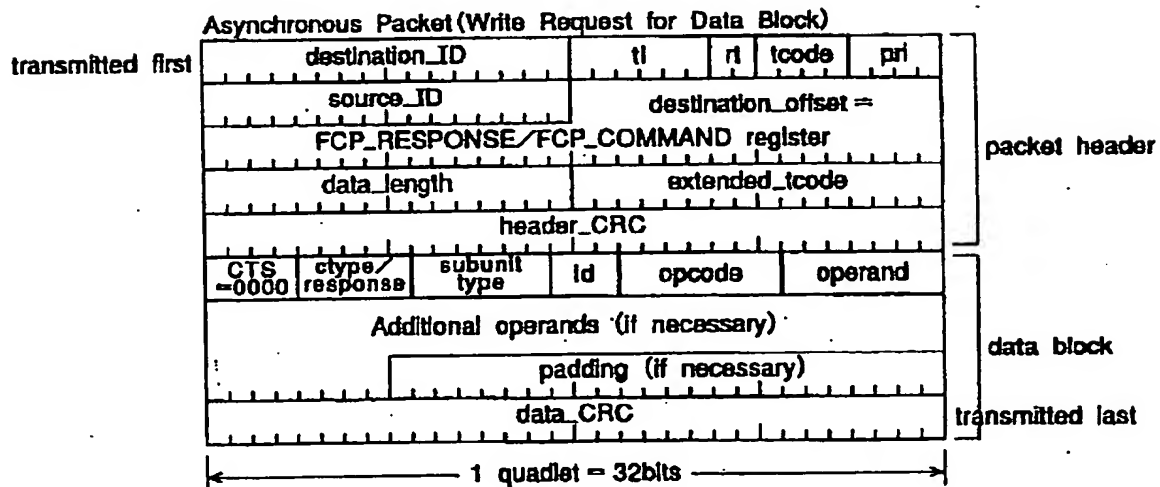 Asynchronous Packet (Write Request for Data Block)
transmitted first
destination_ID tl rt tcode pri
source_ID destination_offset =
FCP_RESPONSE/FCP_COMMAND register
packet header
data_length extended_tcode
header_CRC
CTS =0000 ctype/response subunit type id opcode operand
Additional operands (if necessary)
data block
padding (if necessary)
data_CRC
transmitted last
1 quadlet = 32bits